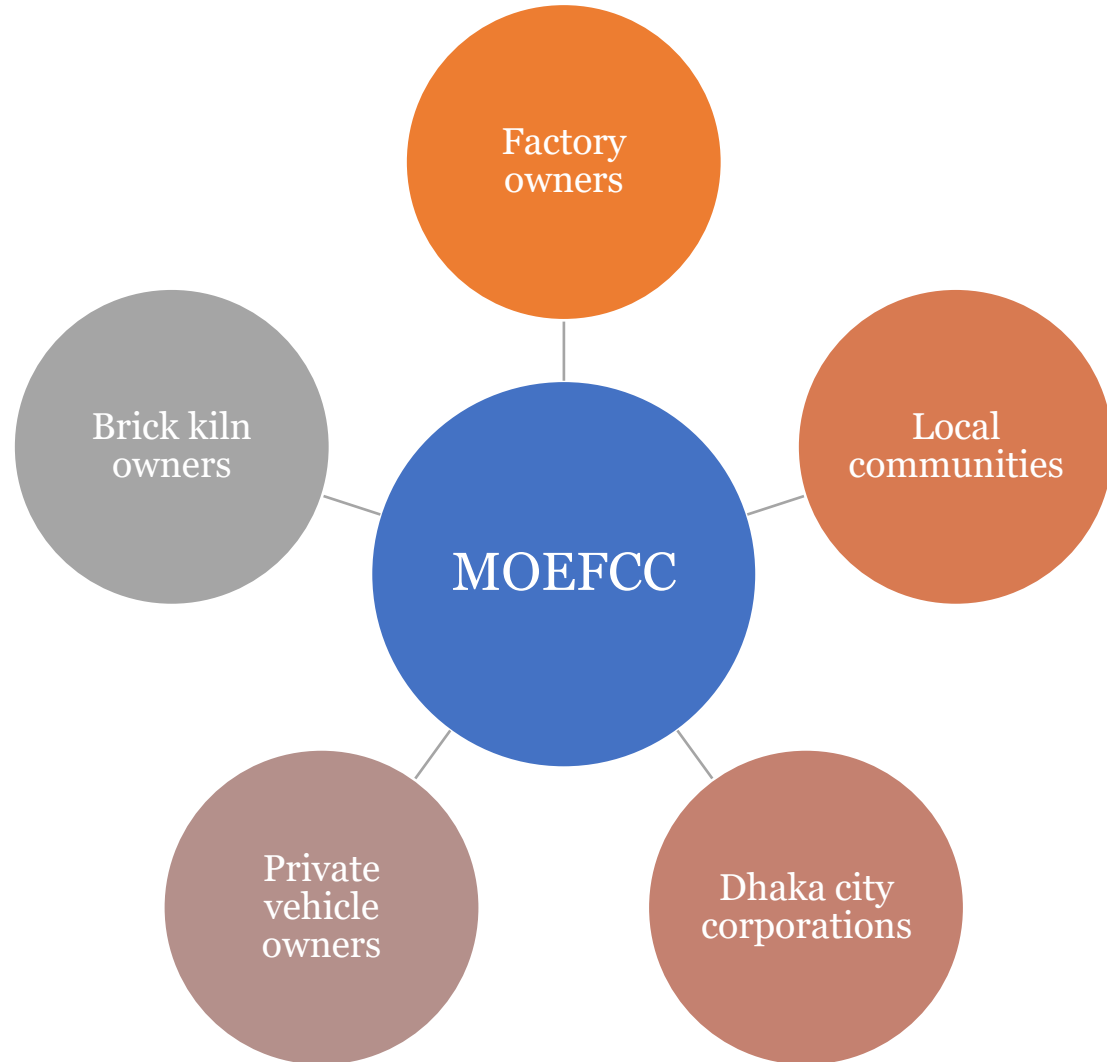 Factory
owners
Local
communities
Dhaka city
corporations
Private
vehicle
owners
Brick kiln
owners
MOEFCC